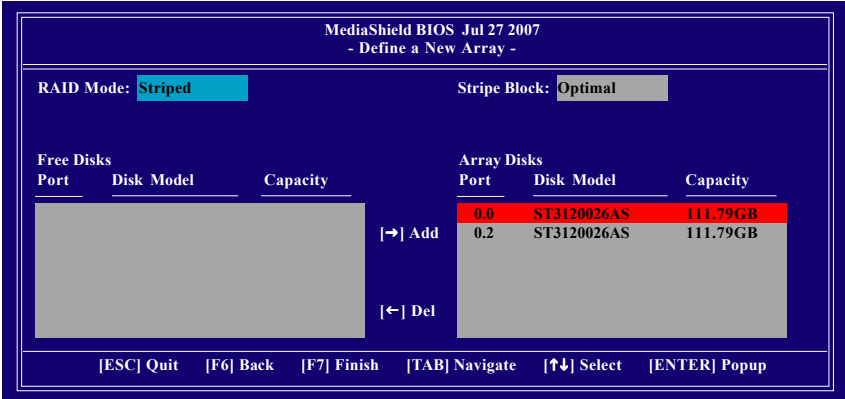 MediaShield BIOS Jul 27 2007
- Define a New Array -
RAID Mode: Striped Stripe Block: Optimal
Free Disks Array Disks
Port Disk Model Capacity Port Disk Model Capacity
0.0 ST3120026AS 111.79GB
[→] Add 0.2 ST3120026AS 111.79GB
[←] Del
[ESC] Quit [F6] Back [F7] Finish [TAB] Navigate [↑↓] Select [ENTER] Popup